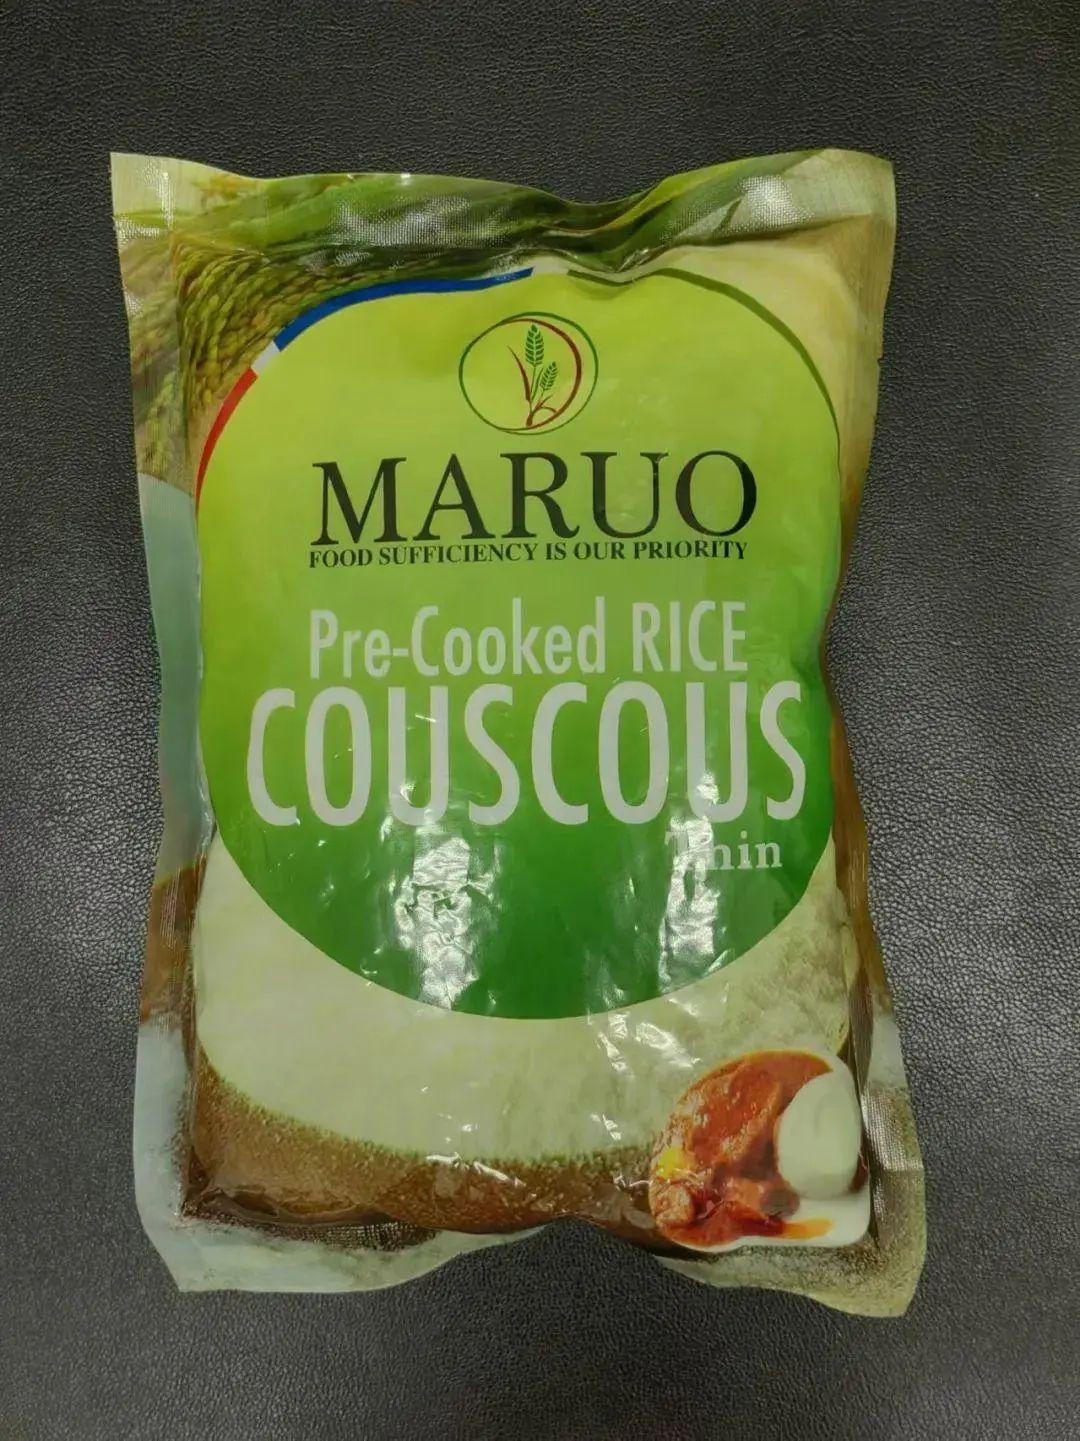 MARUO
FOOD SUFFICIENCY IS OUR PRIORITY
Pre-Cooked RICE
COUSCOUS
Thin